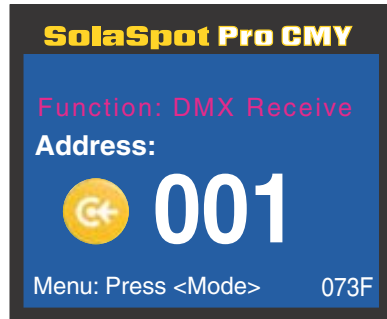 SolaSpot Pro CMY
Function: DMX Receive
Address:
001
Menu: Press <Mode> 073F